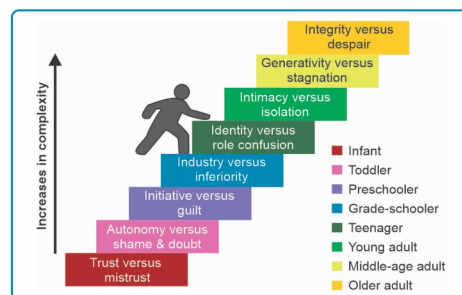 Integrity versus
despair
Generativity versus
stagnation
Intimacy versus
isolation
Identity versus
role confusion
Industry versus
inferiority
Initiative versus
guilt
Autonomy versus
shame & doubt
Trust versus
mistrust
Increases in complexity
Infant
Toddler
Preschooler
Grade-schooler
Teenager
Young adult
Middle-age adult
Older adult